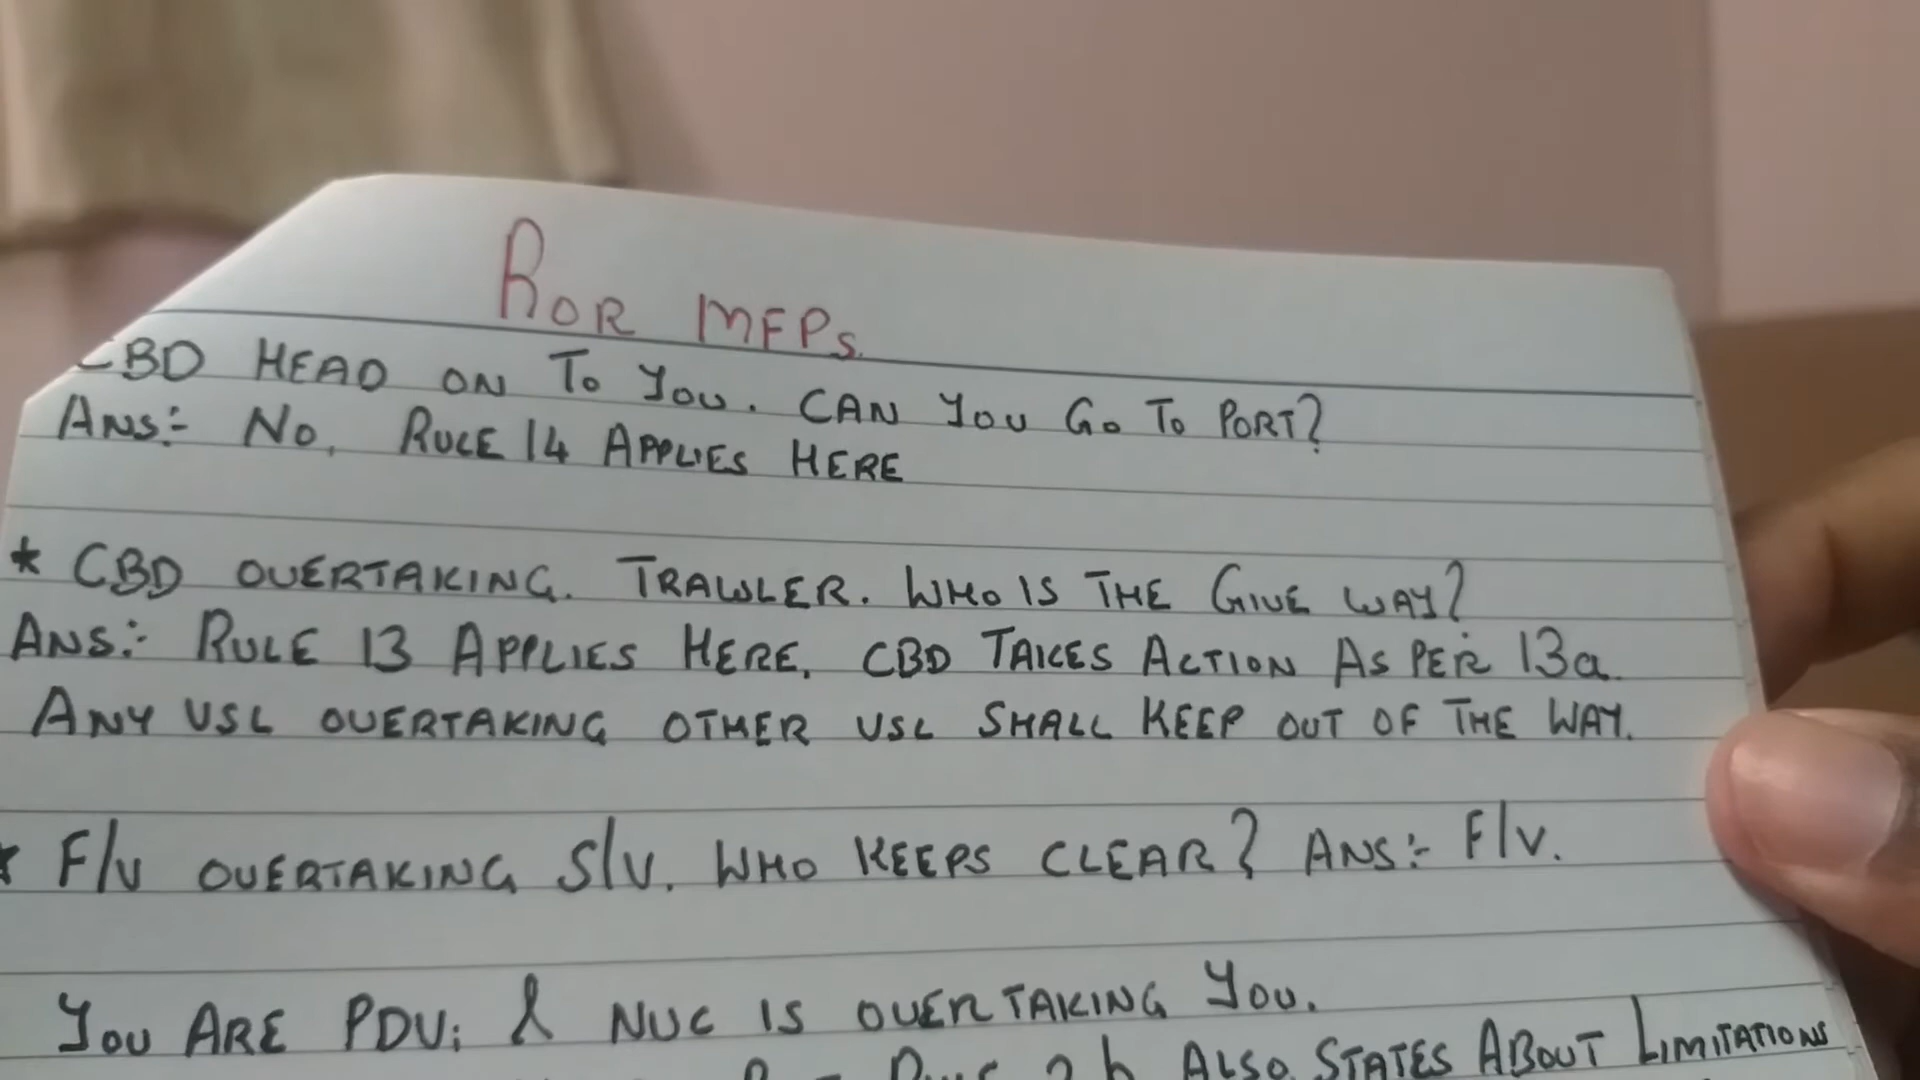 ROR MFPs.
CBD HEAD ON TO YOU. CAN YOU GO TO PORT?
ANS:- NO, RULE 14 APPLIES HERE
* CBD OVERTAKING. TRAWLER. WHO IS THE GIVE WAY?
ANS:- RULE 13 APPLIES HERE, CBD TAKES ACTION AS PER 13a.
ANY VSL OVERTAKING OTHER VSL SHALL KEEP OUT OF THE WAY.
* F/V OVERTAKING S/V. WHO KEEPS CLEAR? ANS:- F/V.
YOU ARE PDV; & NUC IS OVERTAKING YOU.
ALSO STATES ABOUT LIMITATIONS